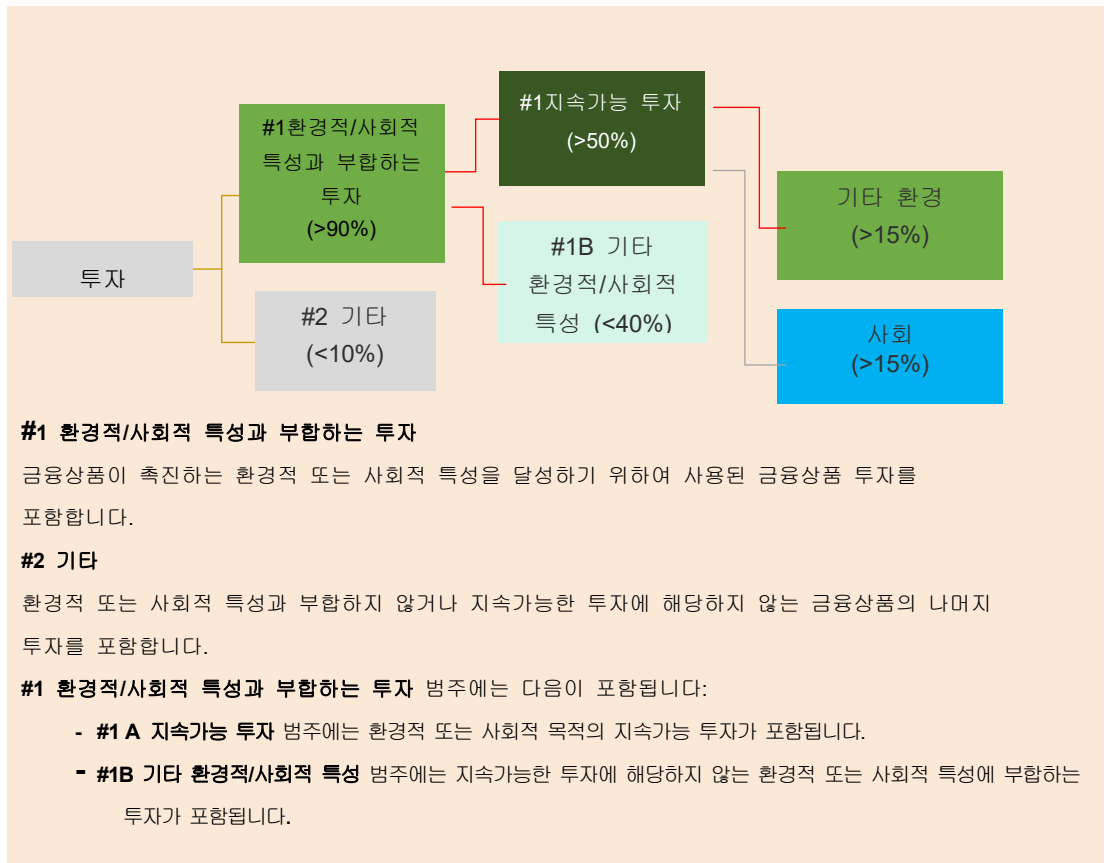 #1환경적/사회적
특성과 부합하는
투자
(>90%)
#1지속가능 투자
(>50%)
기타 환경
(>15%)
투자
#2 기타
(<10%)
#1B 기타
환경적/사회적
특성 (<40%)
사회
(>15%)
#1 환경적/사회적 특성과 부합하는 투자
금융상품이 촉진하는 환경적 또는 사회적 특성을 달성하기 위하여 사용된 금융상품 투자를
포함합니다.
#2 기타
환경적 또는 사회적 특성과 부합하지 않거나 지속가능한 투자에 해당하지 않는 금융상품의 나머지
투자를 포함합니다.
#1 환경적/사회적 특성과 부합하는 투자 범주에는 다음이 포함됩니다:
- #1 A 지속가능 투자 범주에는 환경적 또는 사회적 목적의 지속가능 투자가 포함됩니다.
- #1B 기타 환경적/사회적 특성 범주에는 지속가능한 투자에 해당하지 않는 환경적 또는 사회적 특성에 부합하는
투자가 포함됩니다.